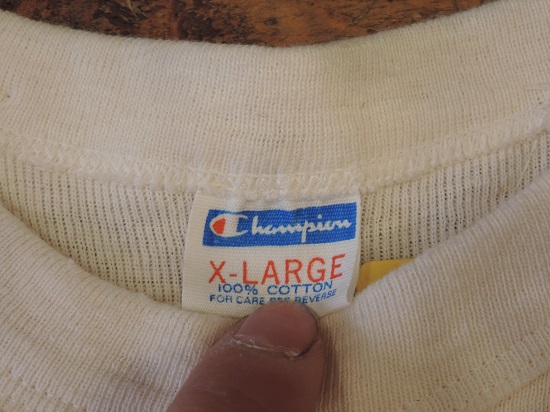 Champion
X-LARGE
100% COTTON
FOR CARE SEE REVERSE